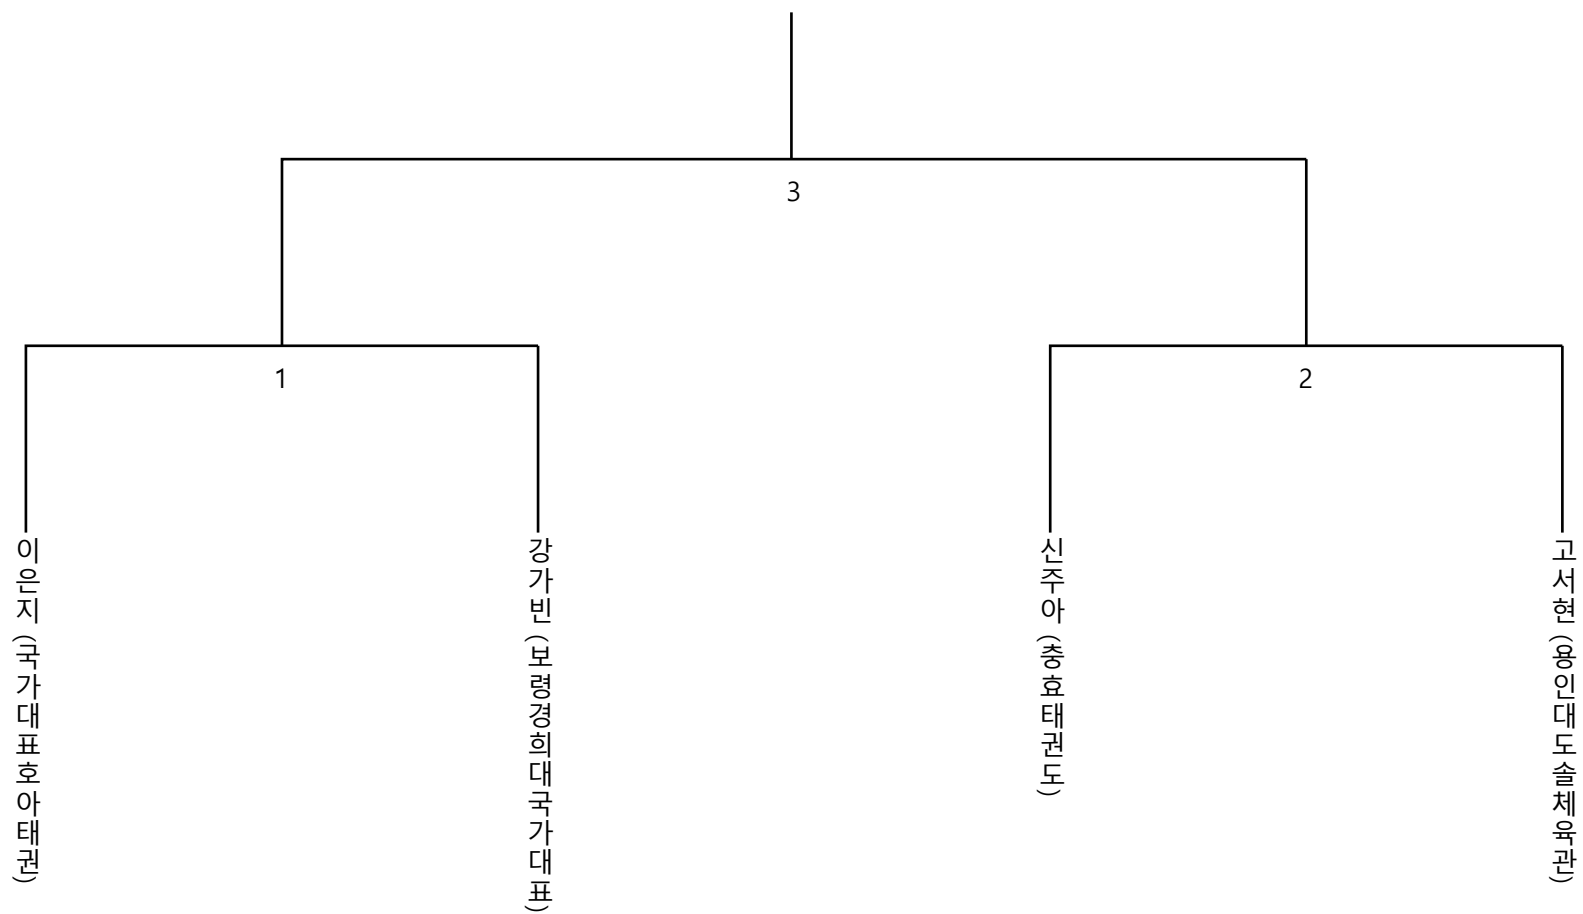 3
1
2
이은지 (국가대표호아태권)
강가빈 (보령경희대국가대표)
신주아 (충효태권도)
고서현 (용인대도솔체육관)